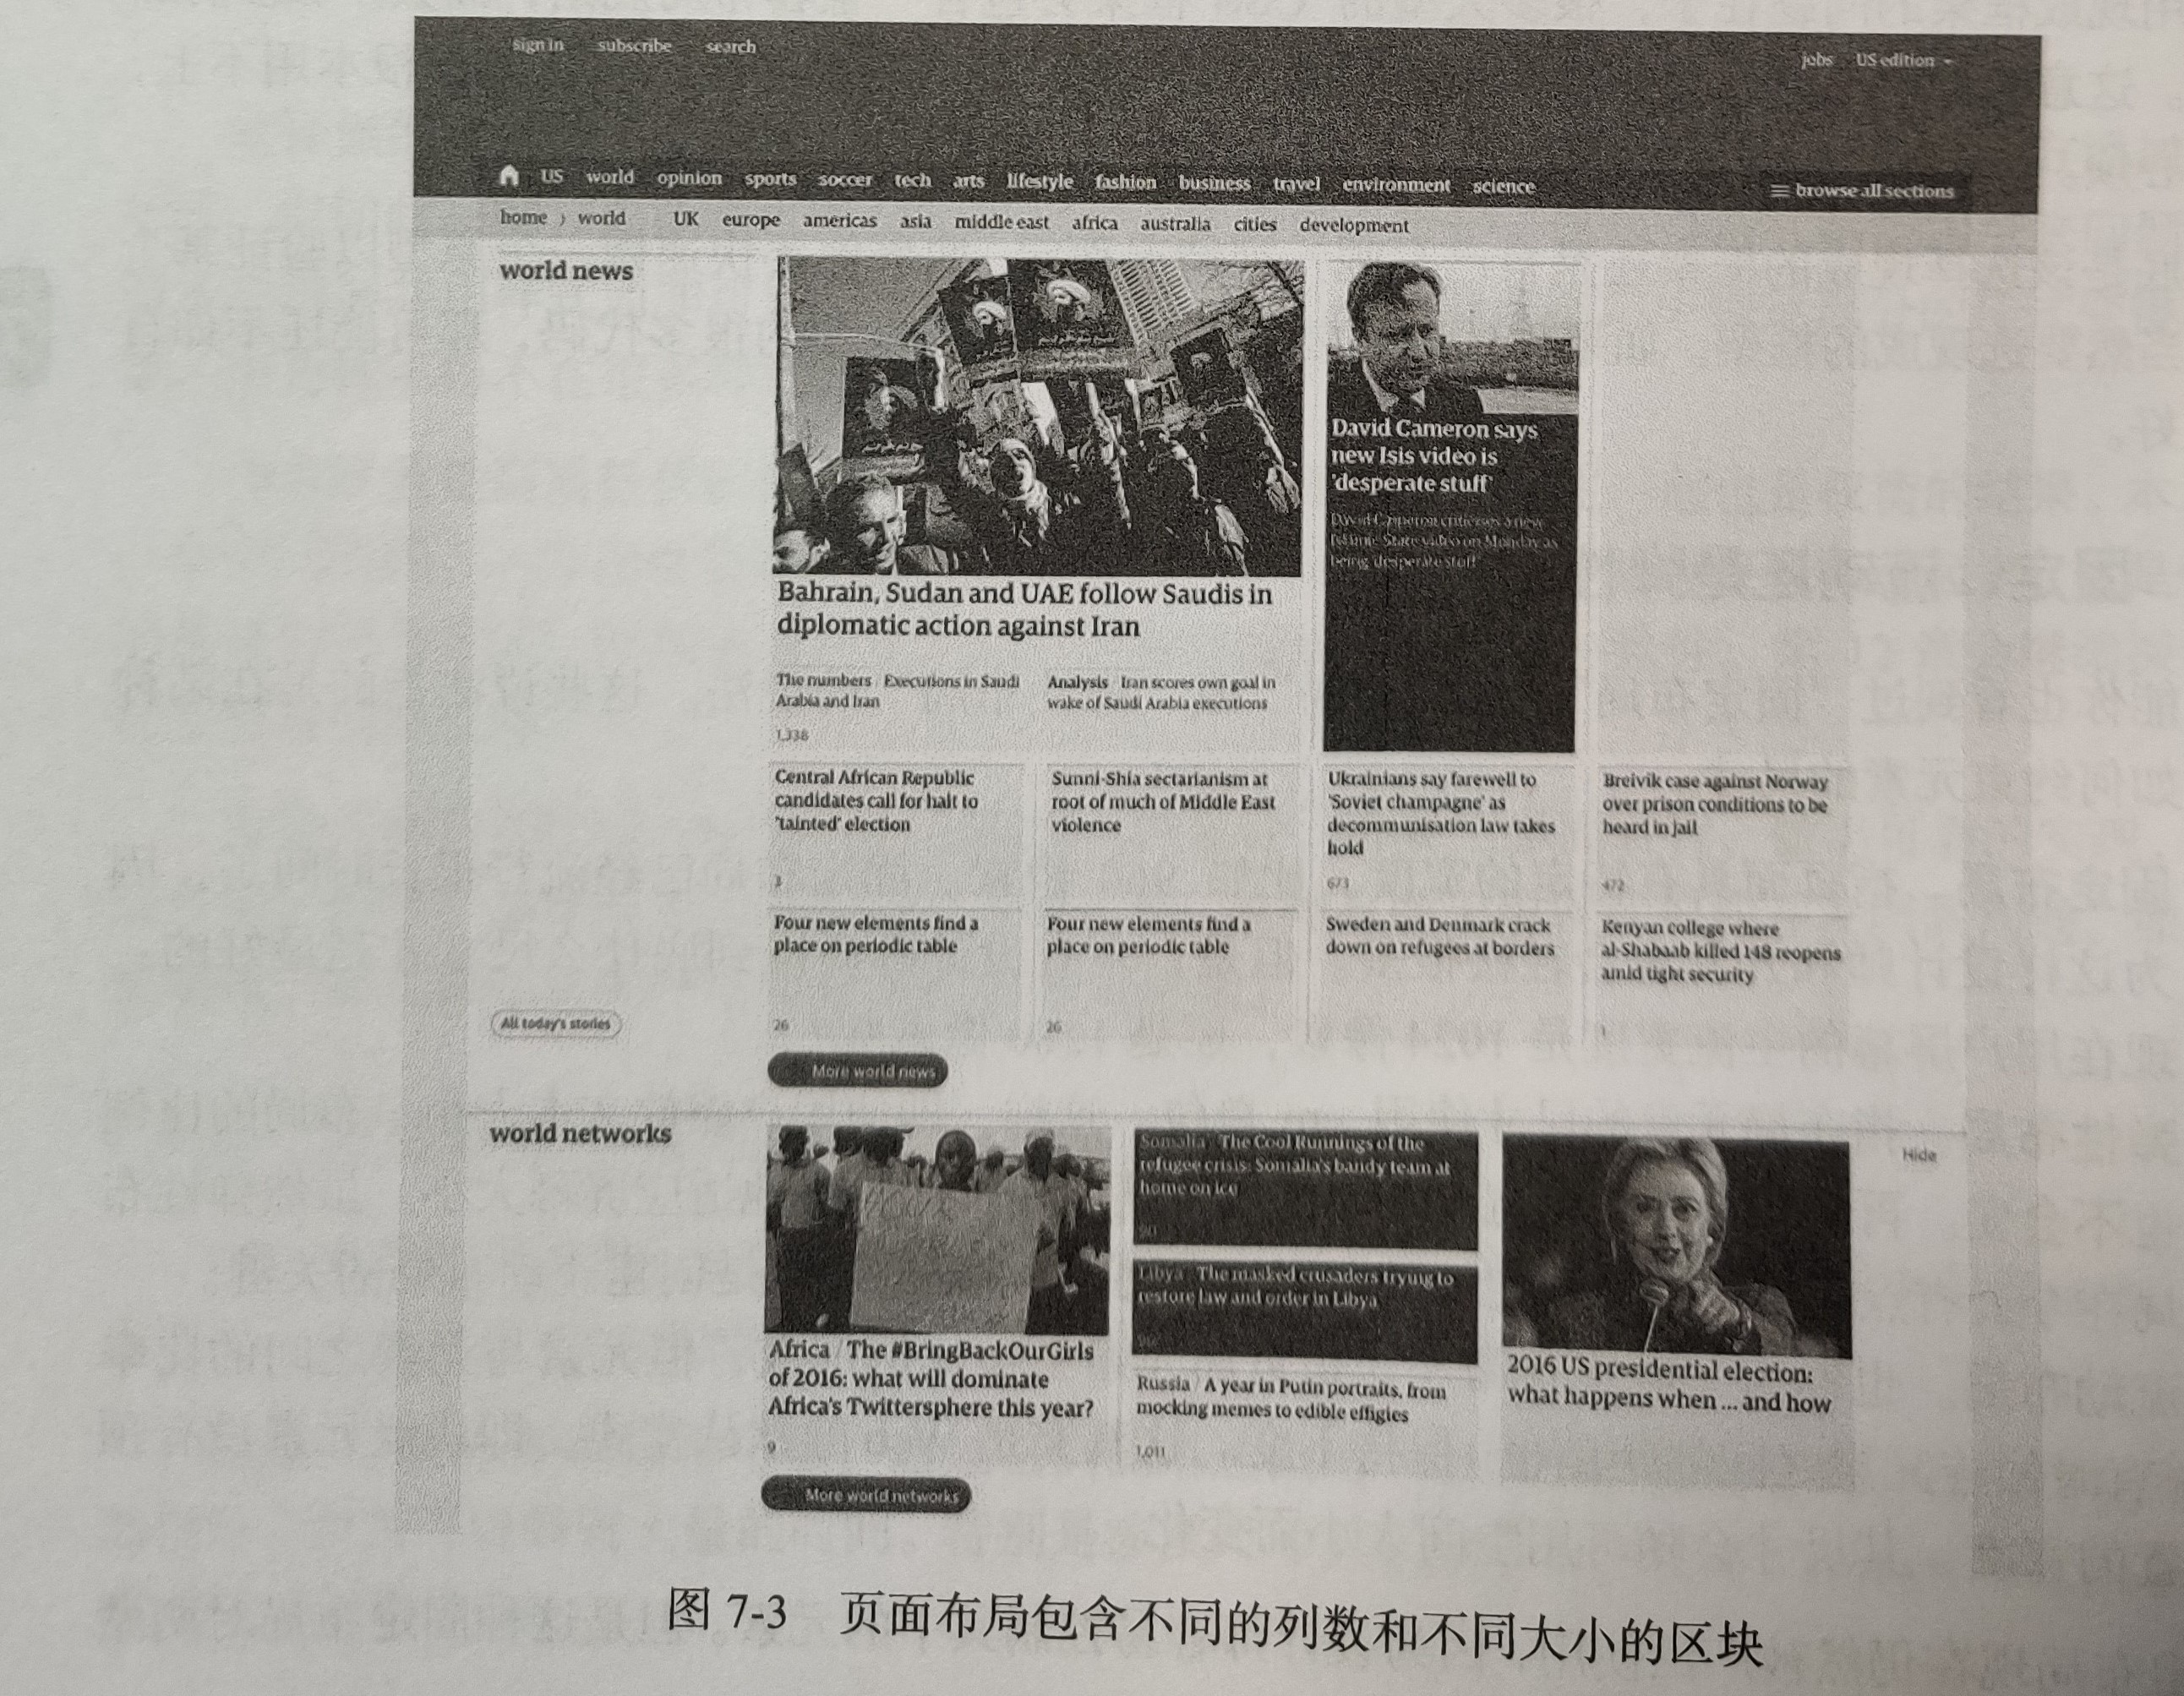 sign in subscribe search
jobs US edition
US world opinion sports soccer tech arts lifestyle fashion business travel environment science
browse all sections
home › world UK europe americas asia middle east africa australia cities development
world news
David Cameron says
new Isis video is
'desperate stuff'
David Cameron criticises a new
Islamic State video on Monday as
being 'desperate stuff'
Bahrain, Sudan and UAE follow Saudis in
diplomatic action against Iran
The numbers / Executions in Saudi
Arabia and Iran
1,338
Analysis / Iran scores own goal in
wake of Saudi Arabia executions
Central African Republic
candidates call for halt to
'tainted' election
3
Sunni-Shia sectarianism at
root of much of Middle East
violence
Ukrainians say farewell to
'Soviet champagne' as
decommunisation law takes
hold
673
Breivik case against Norway
over prison conditions to be
heard in jail
472
Four new elements find a
place on periodic table
26
Four new elements find a
place on periodic table
26
Sweden and Denmark crack
down on refugees at borders
Kenyan college where
al-Shabaab killed 148 reopens
amid tight security
1
All today's stories
More world news
world networks
Hide
Africa / The #BringBackOurGirls
of 2016: what will dominate
Africa's Twittersphere this year?
9
Somalia / The Cool Runnings of the
refugee crisis: Somalia's bandy team at
home on ice
Libya / The masked crusaders trying to
restore law and order in Libya
Russia / A year in Putin portraits, from
mocking memes to edible effigies
1,011
2016 US presidential election:
what happens when ... and how
More world networks
图 7-3 页面布局包含不同的列数和不同大小的区块